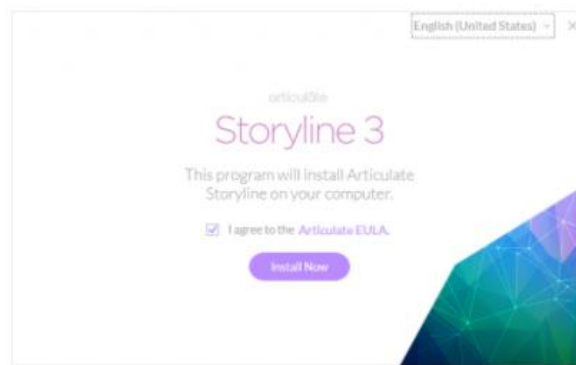 English (United States)
articulate
Storyline 3
This program will install Articulate
Storyline on your computer.
I agree to the Articulate EULA.
Install Now